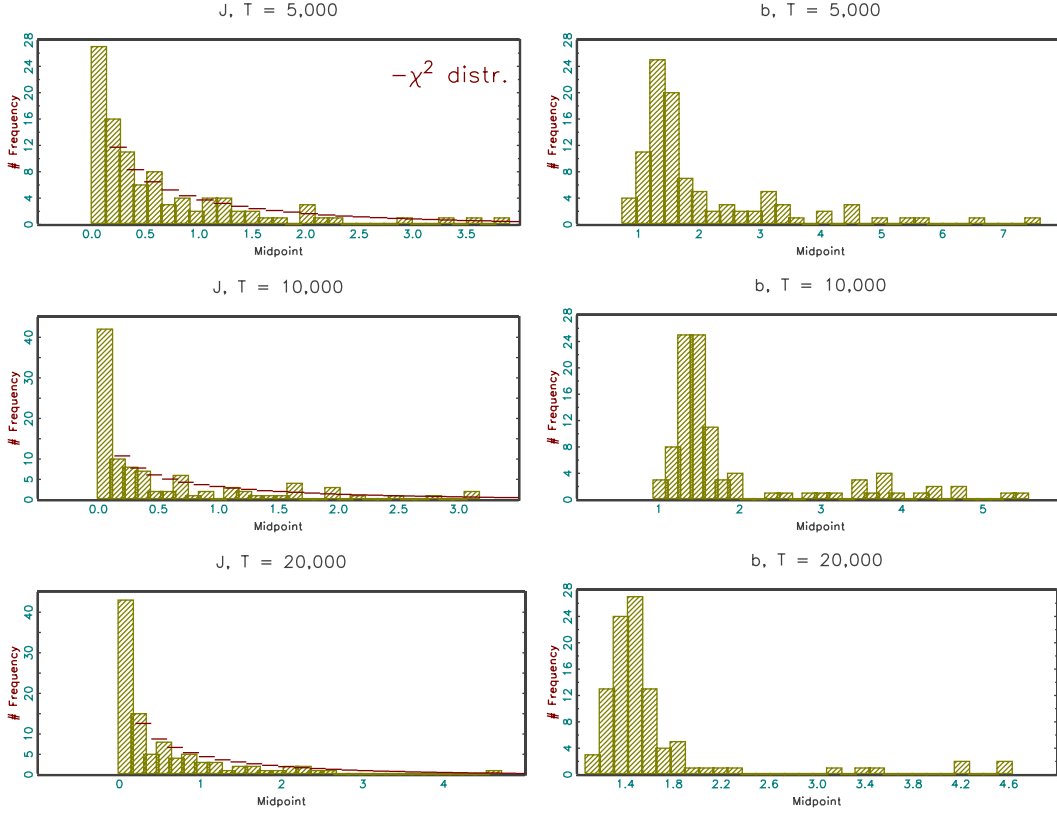 J, T = 5,000
# Frequency
28
24
20
16
12
8
4
0
−χ² distr.
0.0 0.5 1.0 1.5 2.0 2.5 3.0 3.5
Midpoint
b, T = 5,000
# Frequency
28
24
20
16
12
8
4
0
1 2 3 4 5 6 7
Midpoint
J, T = 10,000
# Frequency
40
30
20
10
5
0
0.0 0.5 1.0 1.5 2.0 2.5 3.0
Midpoint
b, T = 10,000
# Frequency
28
24
20
16
12
8
4
0
1 2 3 4 5
Midpoint
J, T = 20,000
# Frequency
40
30
20
10
5
0
0 1 2 3 4
Midpoint
b, T = 20,000
# Frequency
28
24
20
16
12
8
4
0
1.4 1.8 2.2 2.6 3.0 3.4 3.8 4.2 4.6
Midpoint